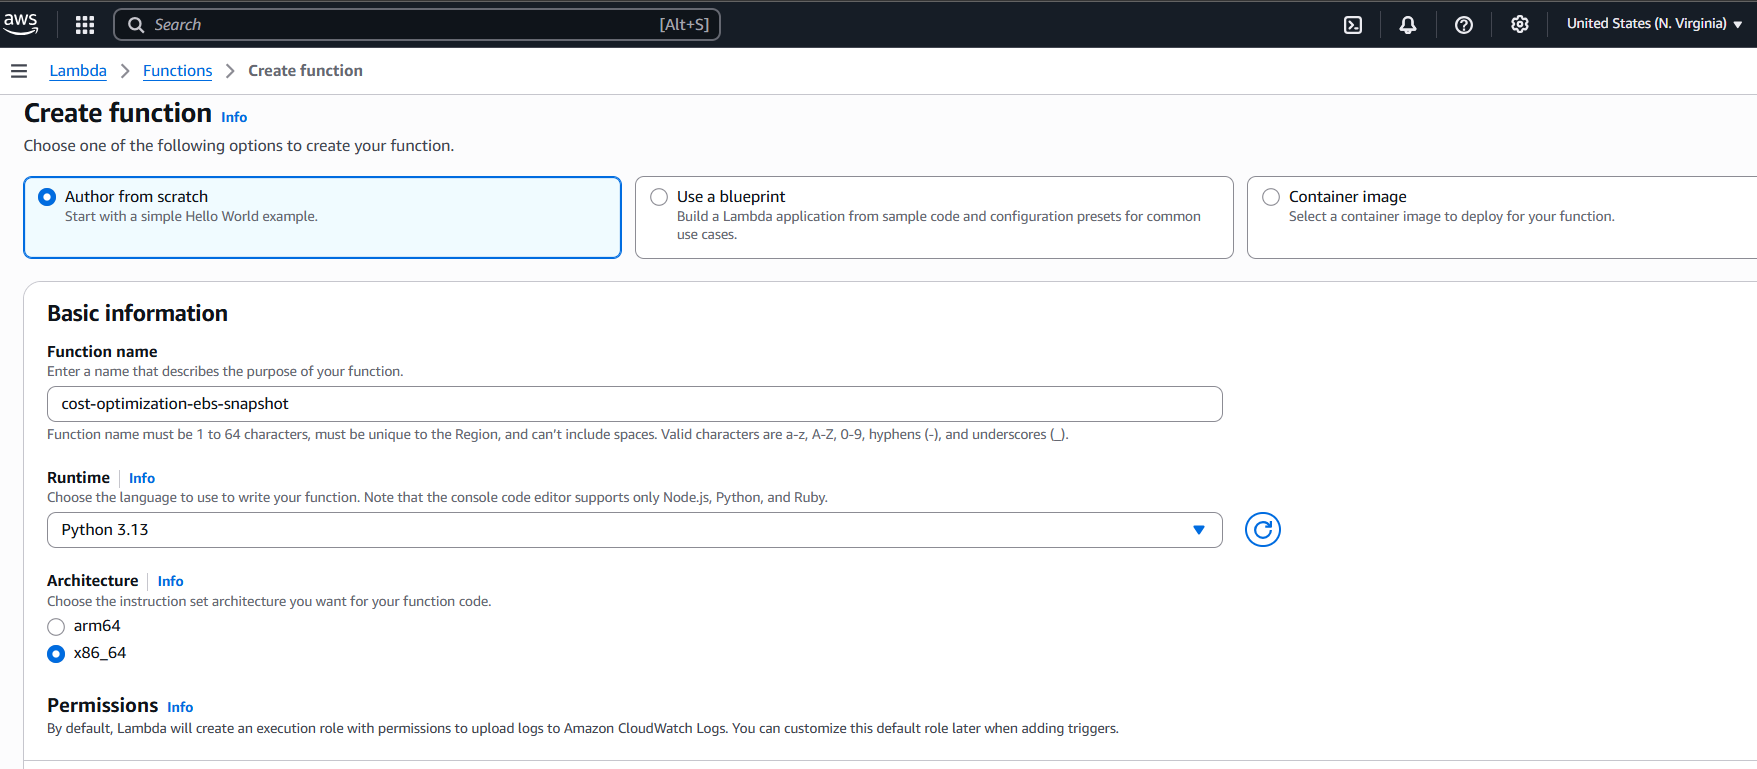 aws
Search [Alt+S]
United States (N. Virginia)
Lambda > Functions > Create function
Create function Info
Choose one of the following options to create your function.
Author from scratch
Start with a simple Hello World example.
Use a blueprint
Build a Lambda application from sample code and configuration presets for common
use cases.
Container image
Select a container image to deploy for your function.
Basic information
Function name
Enter a name that describes the purpose of your function.
cost-optimization-ebs-snapshot
Function name must be 1 to 64 characters, must be unique to the Region, and can’t include spaces. Valid characters are a-z, A-Z, 0-9, hyphens (-), and underscores (_).
Runtime Info
Choose the language to use to write your function. Note that the console code editor supports only Node.js, Python, and Ruby.
Python 3.13
Architecture Info
Choose the instruction set architecture you want for your function code.
arm64
x86_64
Permissions Info
By default, Lambda will create an execution role with permissions to upload logs to Amazon CloudWatch Logs. You can customize this default role later when adding triggers.